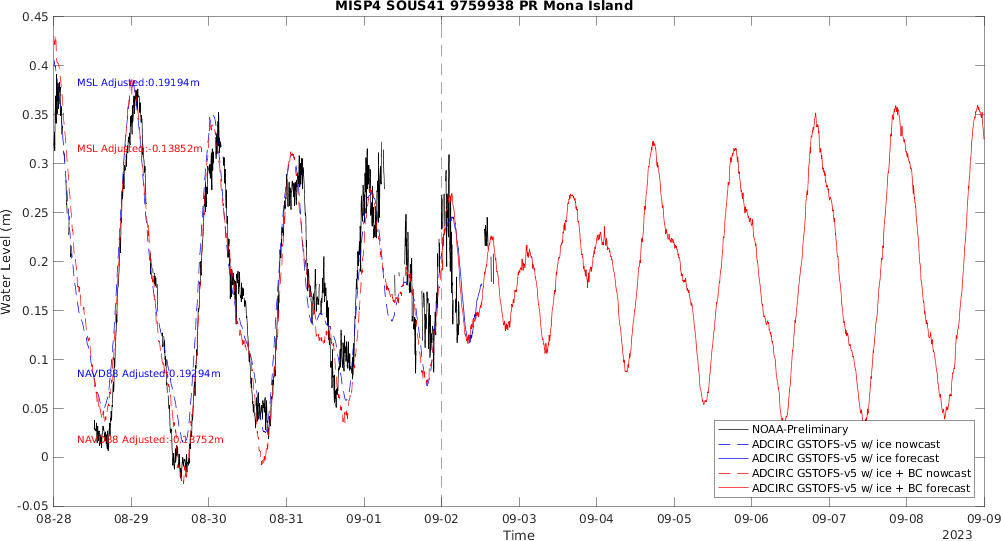 MISP4 SOUS41 9759938 PR Mona Island
0.45
0.4
0.35
0.3
0.25
0.2
0.15
0.1
0.05
0
-0.05
Water Level (m)
MSL Adjusted:0.19194m
MSL Adjusted:-0.13852m
NAVD88 Adjusted:0.19294m
NAVD88 Adjusted:-0.13752m
NOAA-Preliminary
ADCIRC GSTOFS-v5 w/ ice nowcast
ADCIRC GSTOFS-v5 w/ ice forecast
ADCIRC GSTOFS-v5 w/ ice + BC nowcast
ADCIRC GSTOFS-v5 w/ ice + BC forecast
08-28 08-29 08-30 08-31 09-01 09-02 09-03 09-04 09-05 09-06 09-07 09-08 09-09
Time
2023